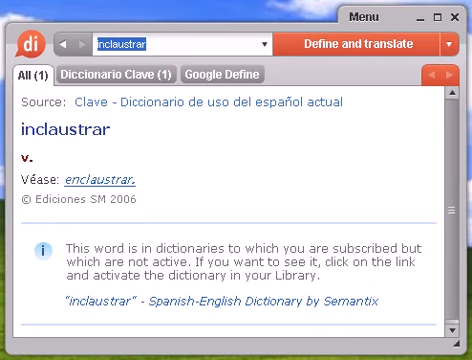 Menu
di
inclaustrar
Define and translate
All (1)
Diccionario Clave (1)
Google Define
Source: Clave - Diccionario de uso del español actual
inclaustrar
v.
Véase: enclaustrar.
© Ediciones SM 2006
i
This word is in dictionaries to which you are subscribed but
which are not active. If you want to see it, click on the link
and activate the dictionary in your Library.
"inclaustrar" - Spanish-English Dictionary by Semantix